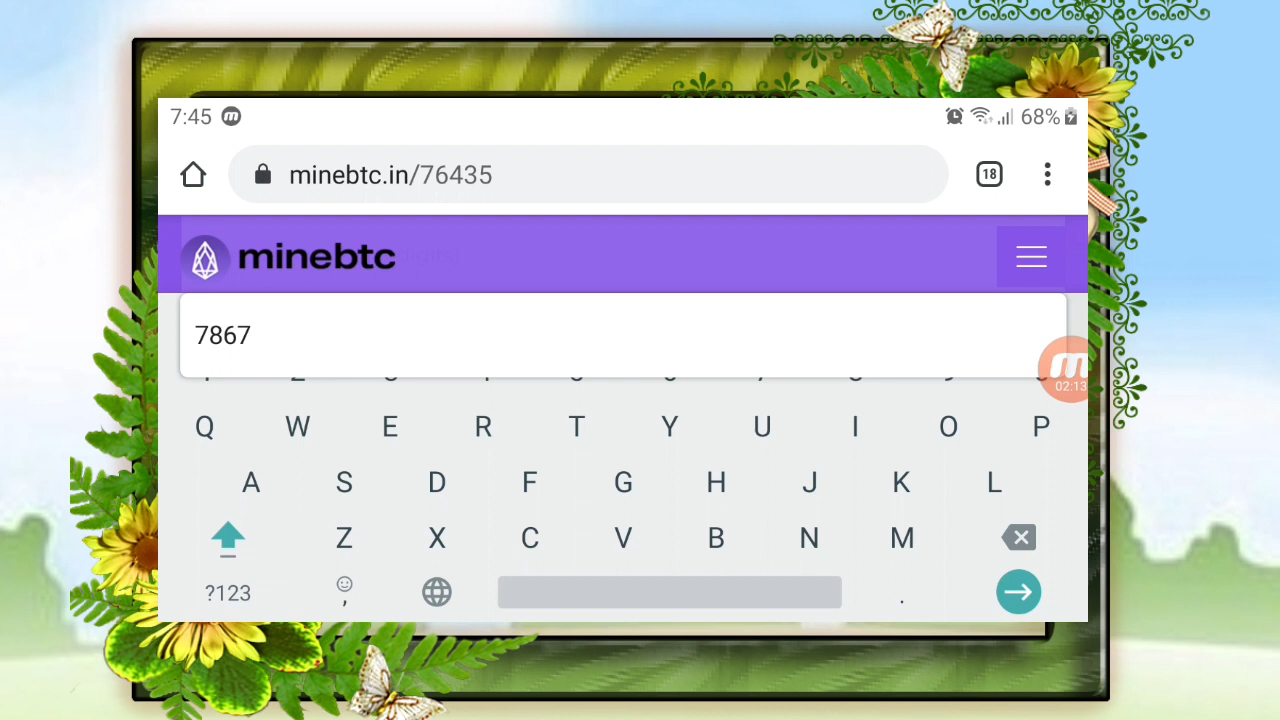 7:45 68%
minebtc.in/76435 18
minebtc
7867
02:13
Q W E R T Y U I O P
A S D F G H J K L
Z X C V B N M
?123 , .